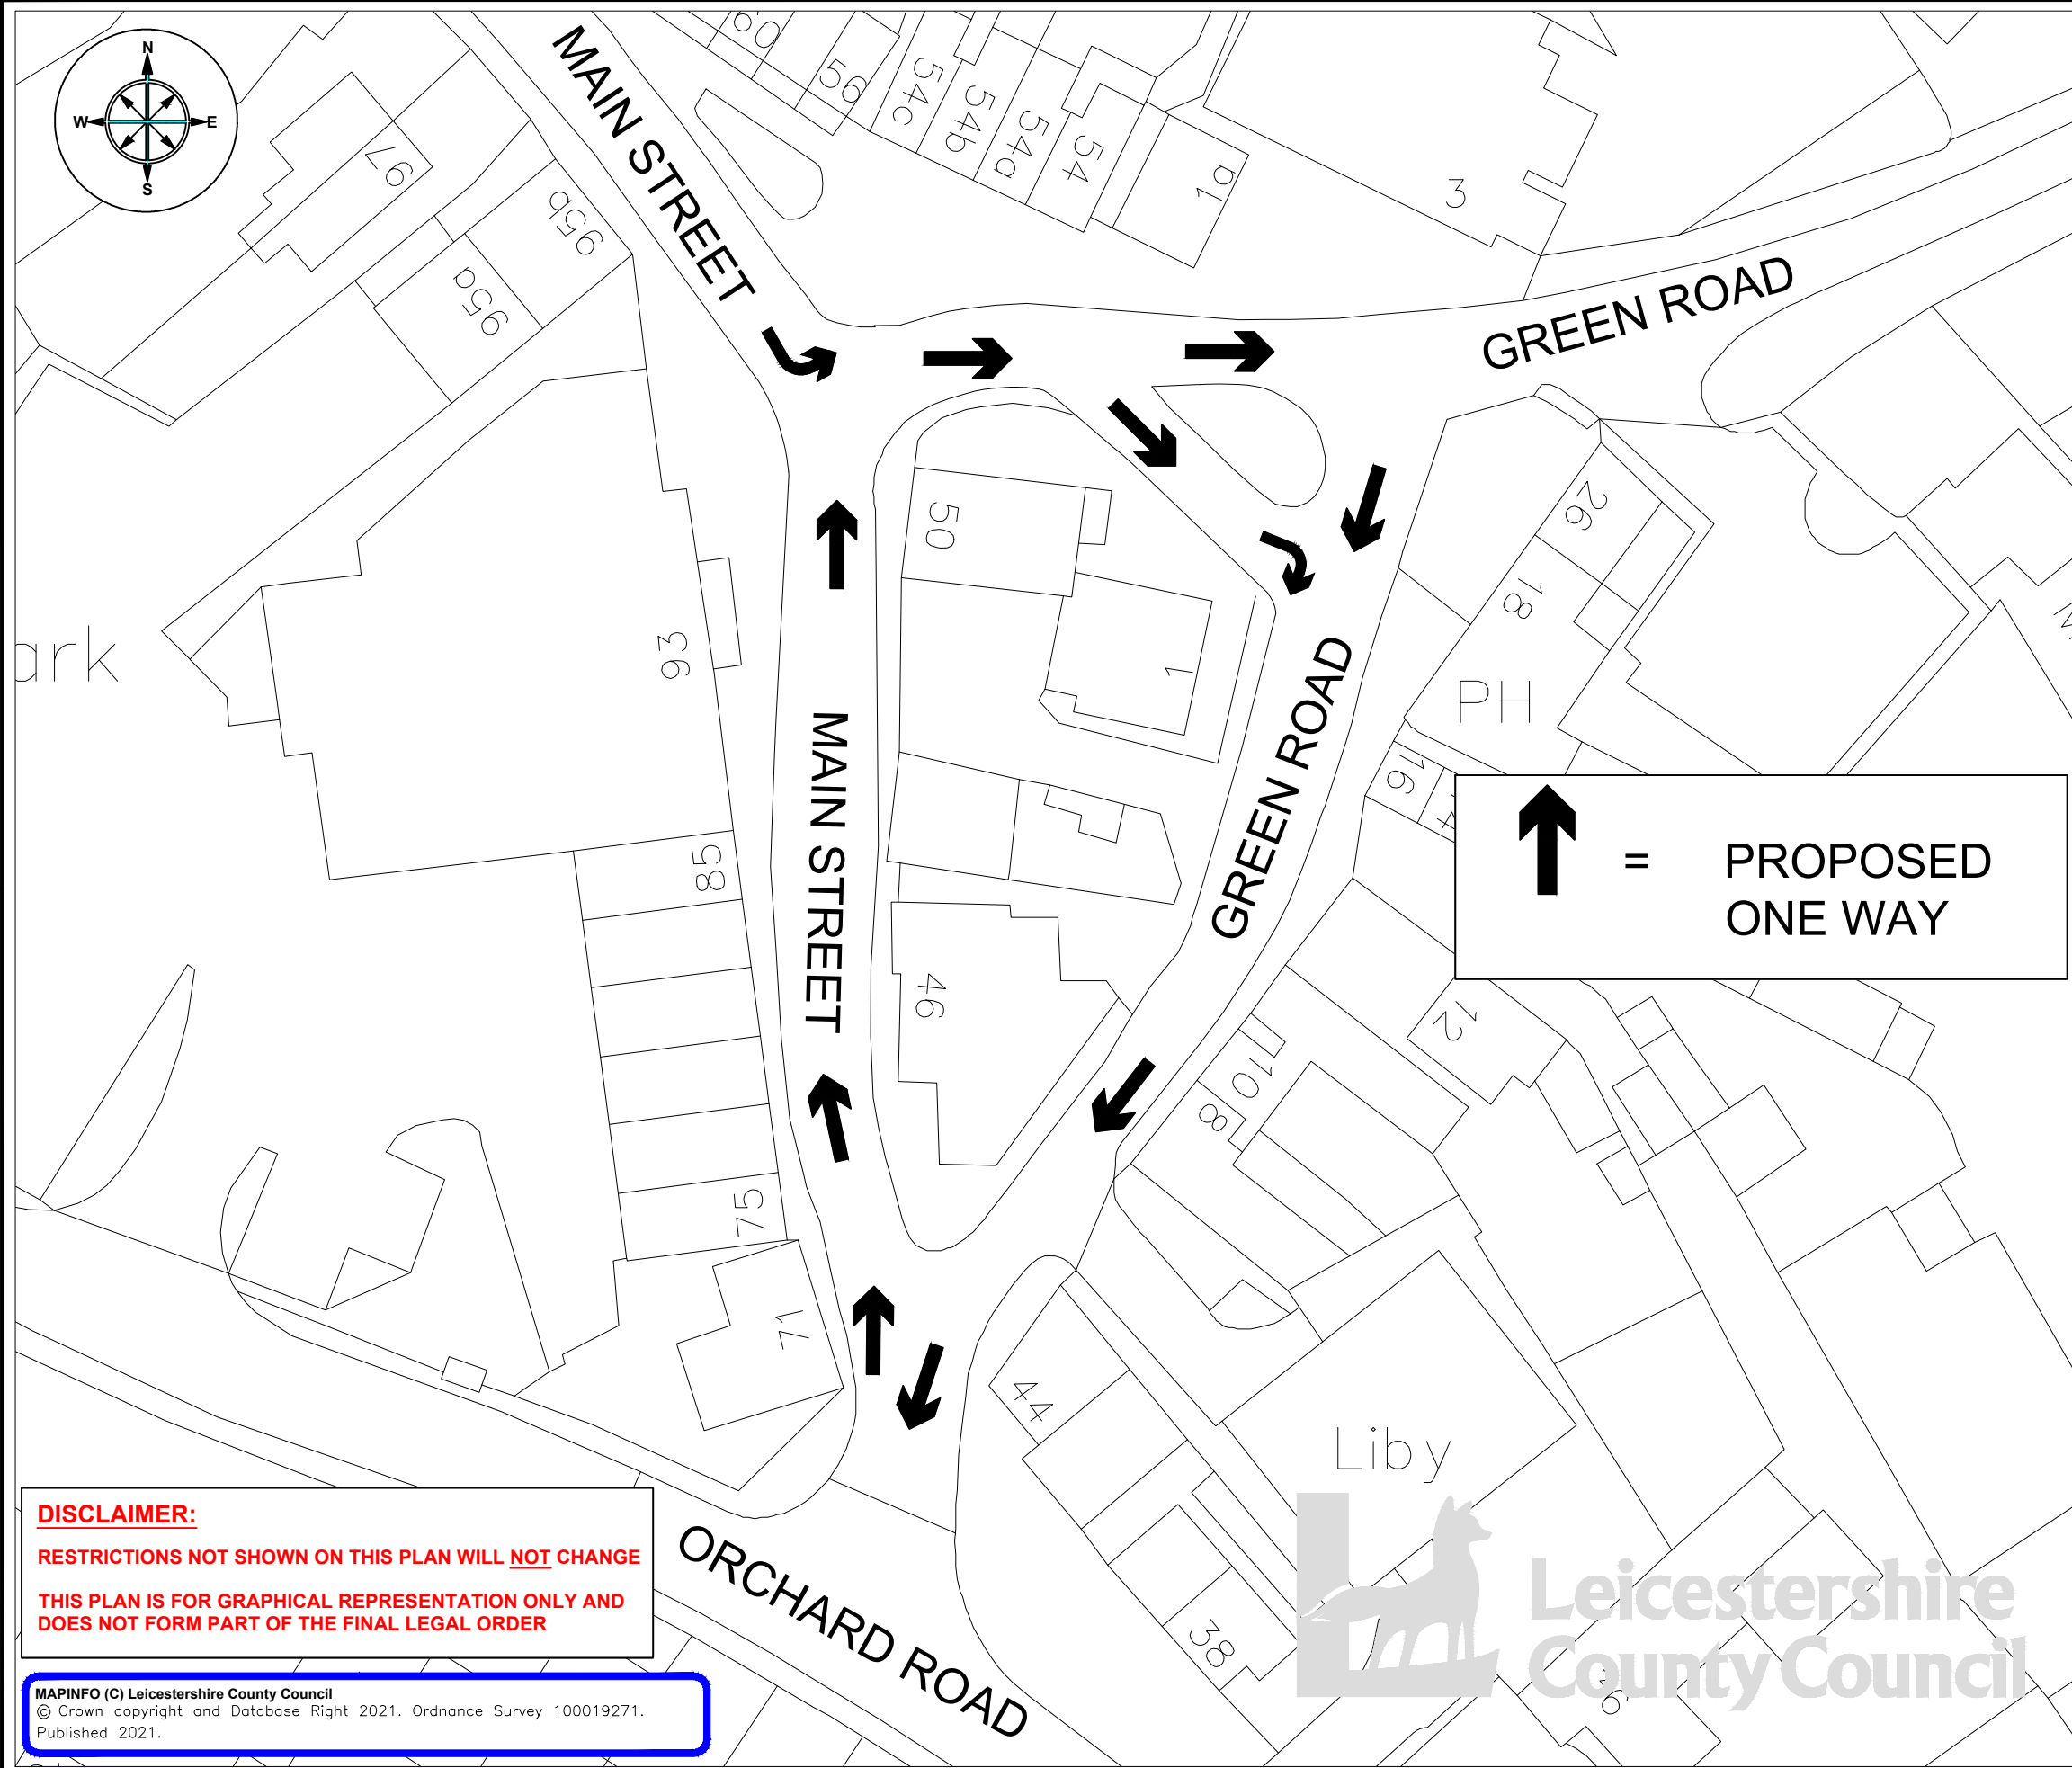 N
W
E
S
MAIN STREET
60
56
54c
54b
54a
54
1a
3
97
95b
95a
GREEN ROAD
50
1
93
ark
26
18
PH
16
MAIN STREET
GREEN ROAD
85
46
12
10
8
75
71
44
Liby
38
= PROPOSED
ONE WAY
ORCHARD ROAD
DISCLAIMER:
RESTRICTIONS NOT SHOWN ON THIS PLAN WILL NOT CHANGE
THIS PLAN IS FOR GRAPHICAL REPRESENTATION ONLY AND
DOES NOT FORM PART OF THE FINAL LEGAL ORDER
MAPINFO (C) Leicestershire County Council
© Crown copyright and Database Right 2021. Ordnance Survey 100019271.
Published 2021.
Leicestershire
County Council